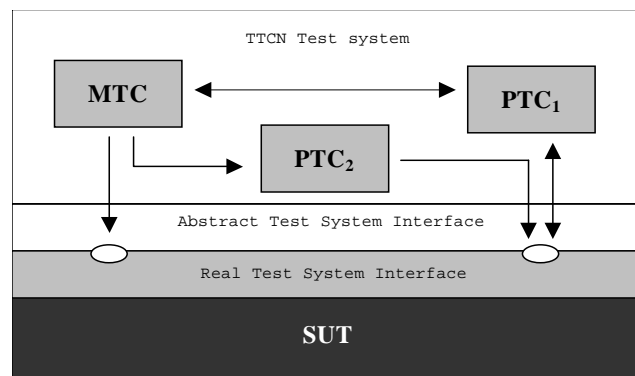 TTCN Test system
MTC
PTC₁
PTC₂
Abstract Test System Interface
Real Test System Interface
SUT